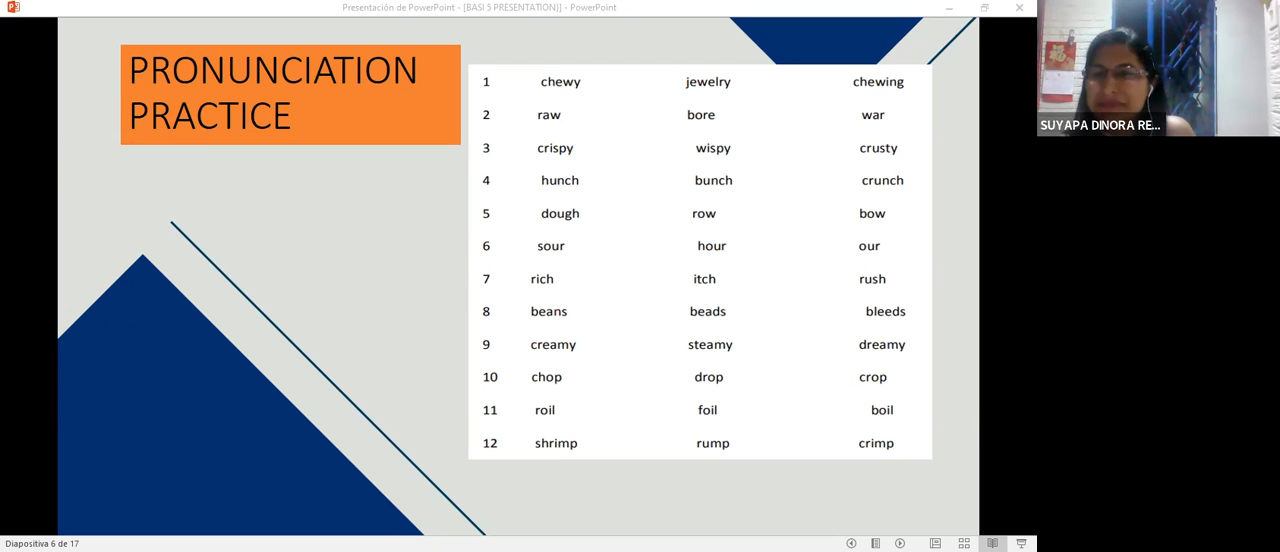 Presentación de PowerPoint - [BASI 5 PRESENTATION)] - PowerPoint
PRONUNCIATION
PRACTICE
1 chewy jewelry chewing
2 raw bore war
3 crispy wispy crusty
4 hunch bunch crunch
5 dough row bow
6 sour hour our
7 rich itch rush
8 beans beads bleeds
9 creamy steamy dreamy
10 chop drop crop
11 roil foil boil
12 shrimp rump crimp
SUYAPA DINORA RE...
Diapositiva 6 de 17